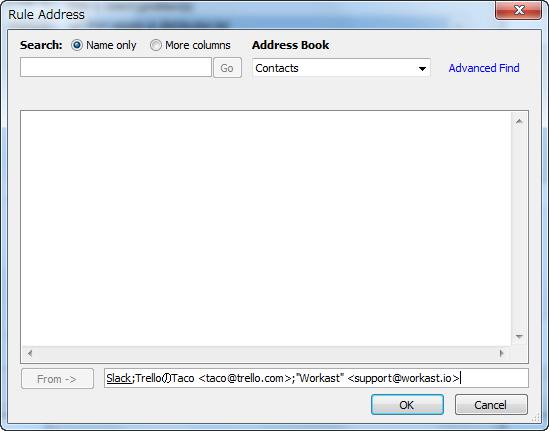 Rule Address
Search: Name only More columns Address Book
Go Contacts Advanced Find
From -> Slack;TrelloのTaco <taco@trello.com>;"Workast" <support@workast.io>
OK Cancel